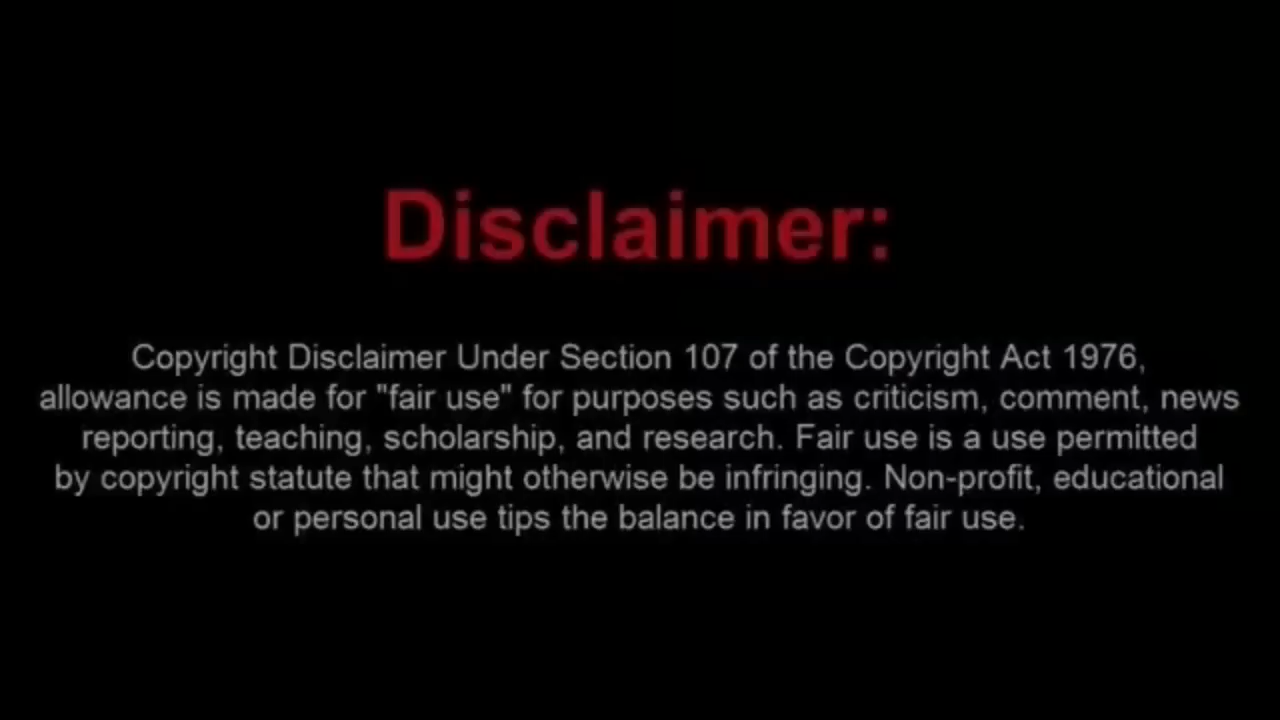 Disclaimer:
Copyright Disclaimer Under Section 107 of the Copyright Act 1976,
allowance is made for "fair use" for purposes such as criticism, comment, news
reporting, teaching, scholarship, and research. Fair use is a use permitted
by copyright statute that might otherwise be infringing. Non-profit, educational
or personal use tips the balance in favor of fair use.